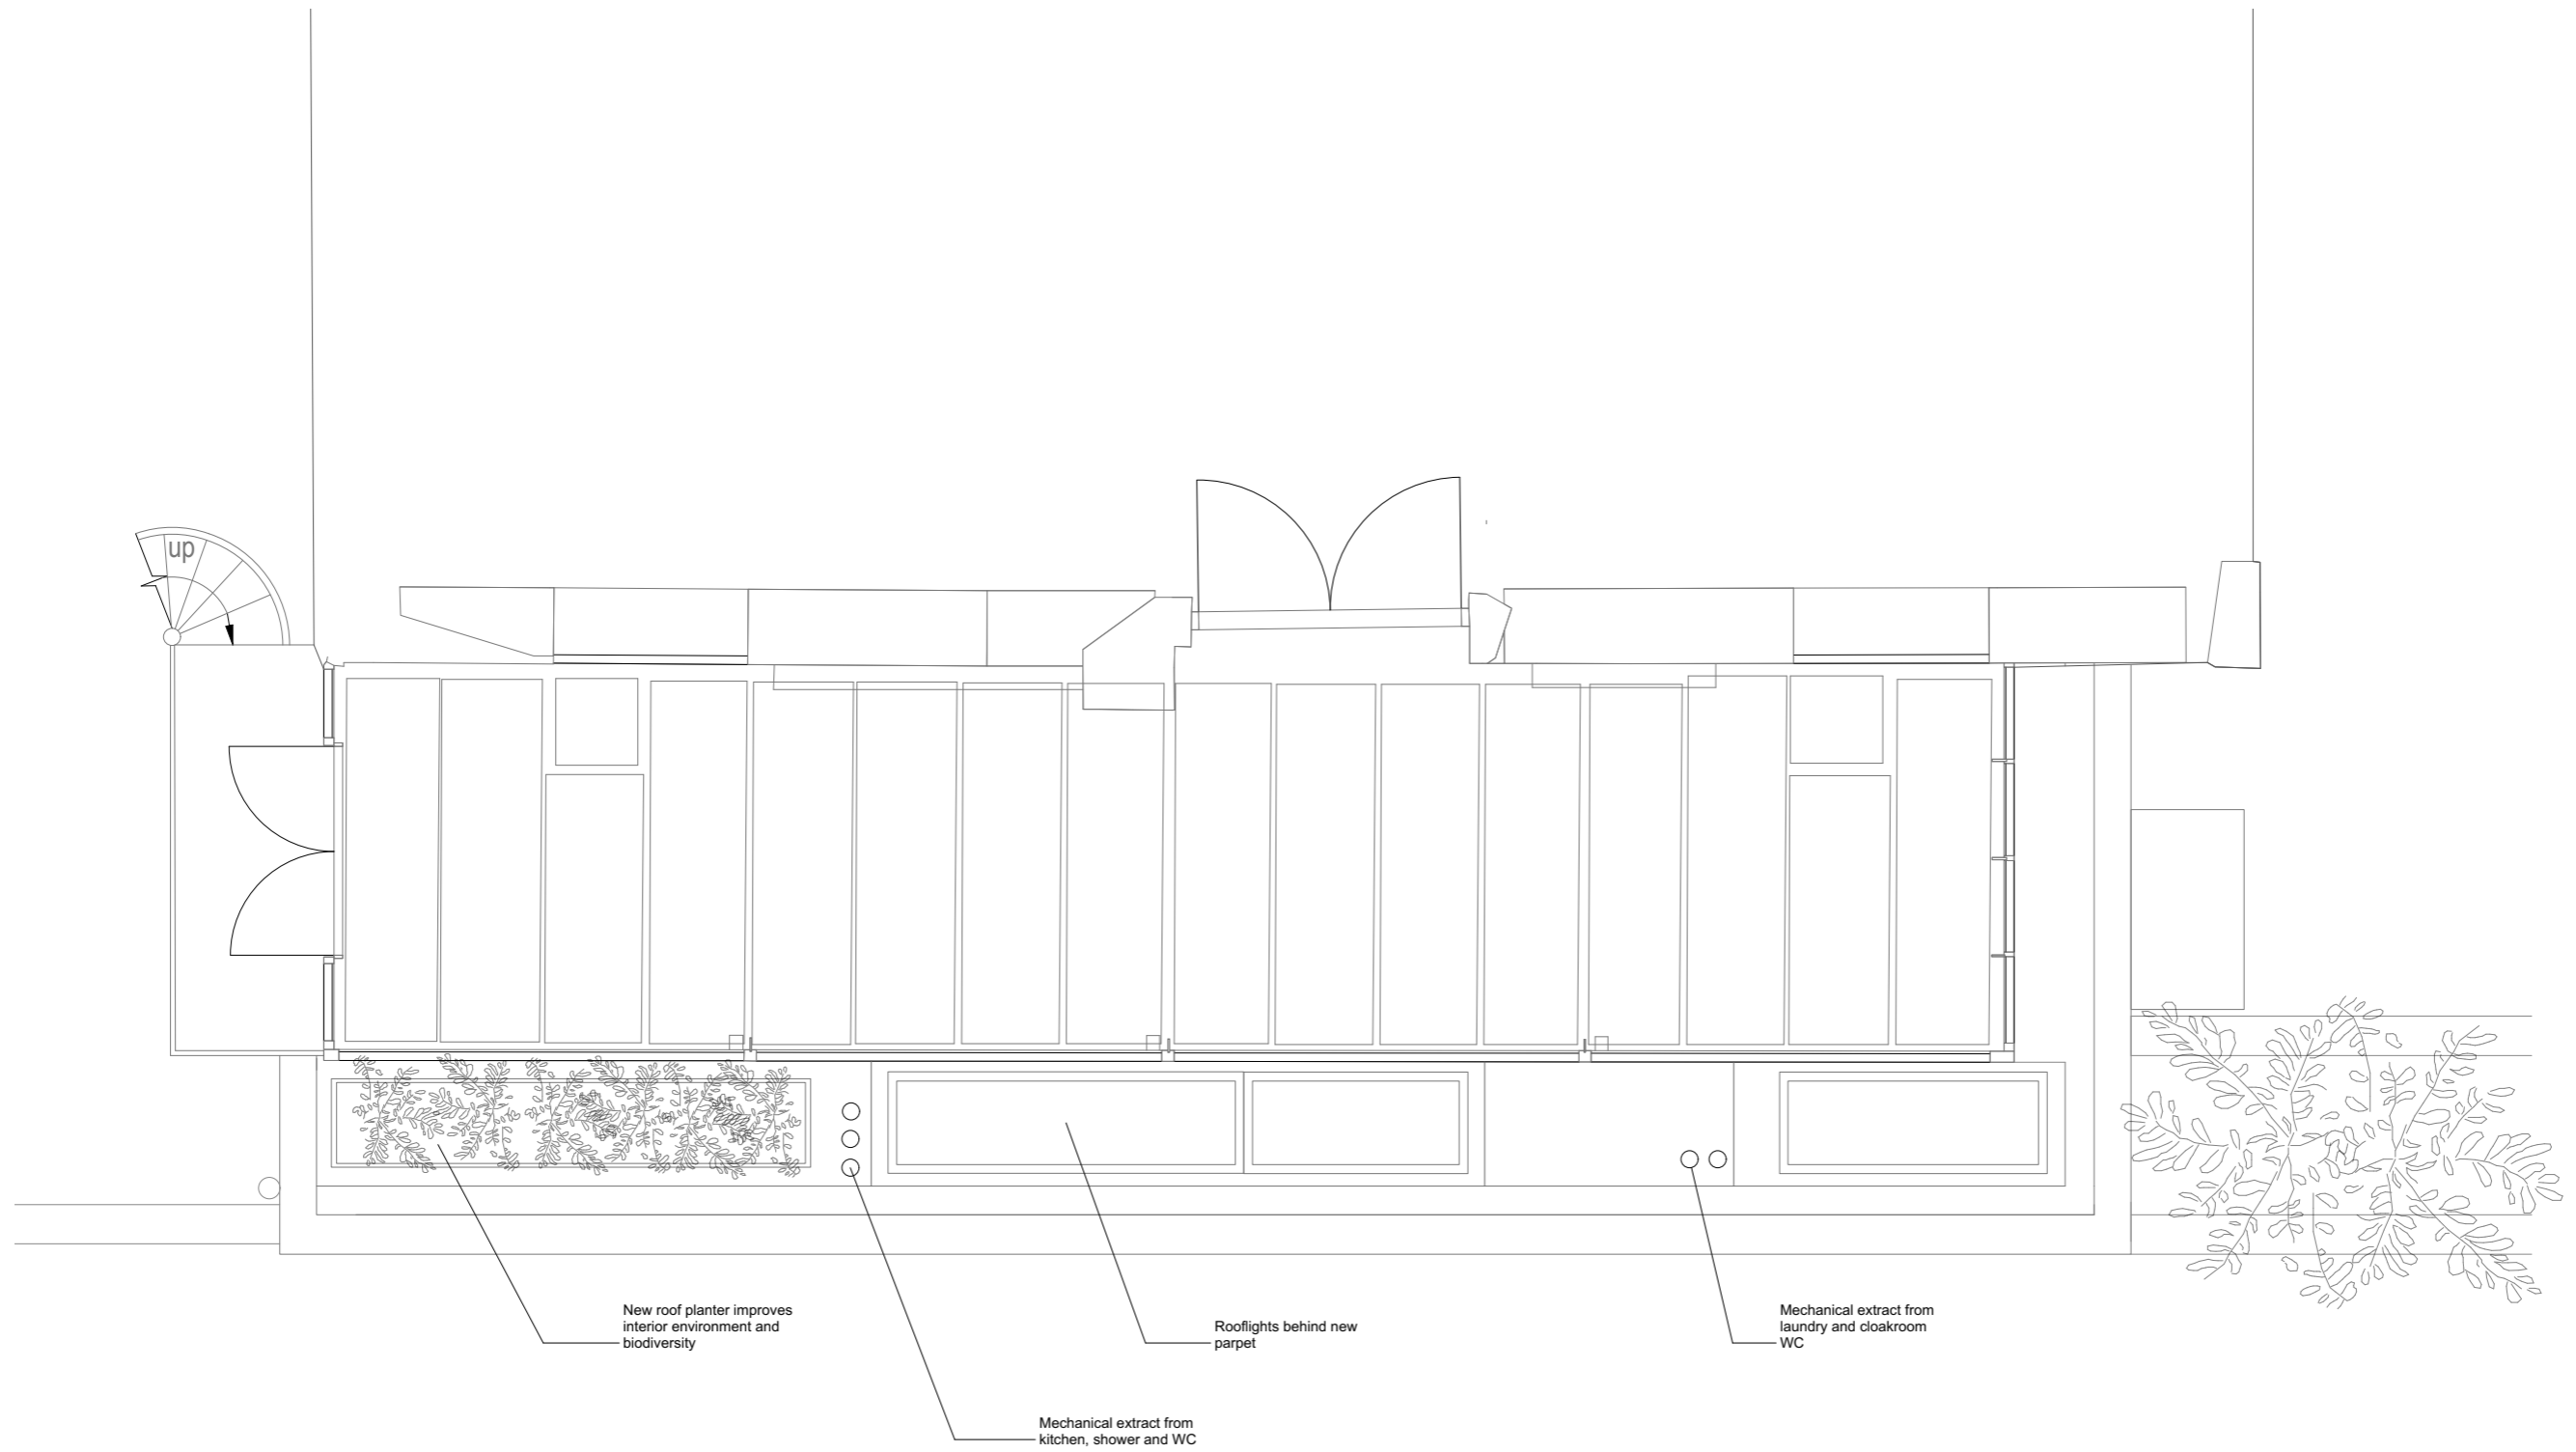 up
New roof planter improves
interior environment and
biodiversity
Rooflights behind new
parpet
Mechanical extract from
laundry and cloakroom
WC
Mechanical extract from
kitchen, shower and WC